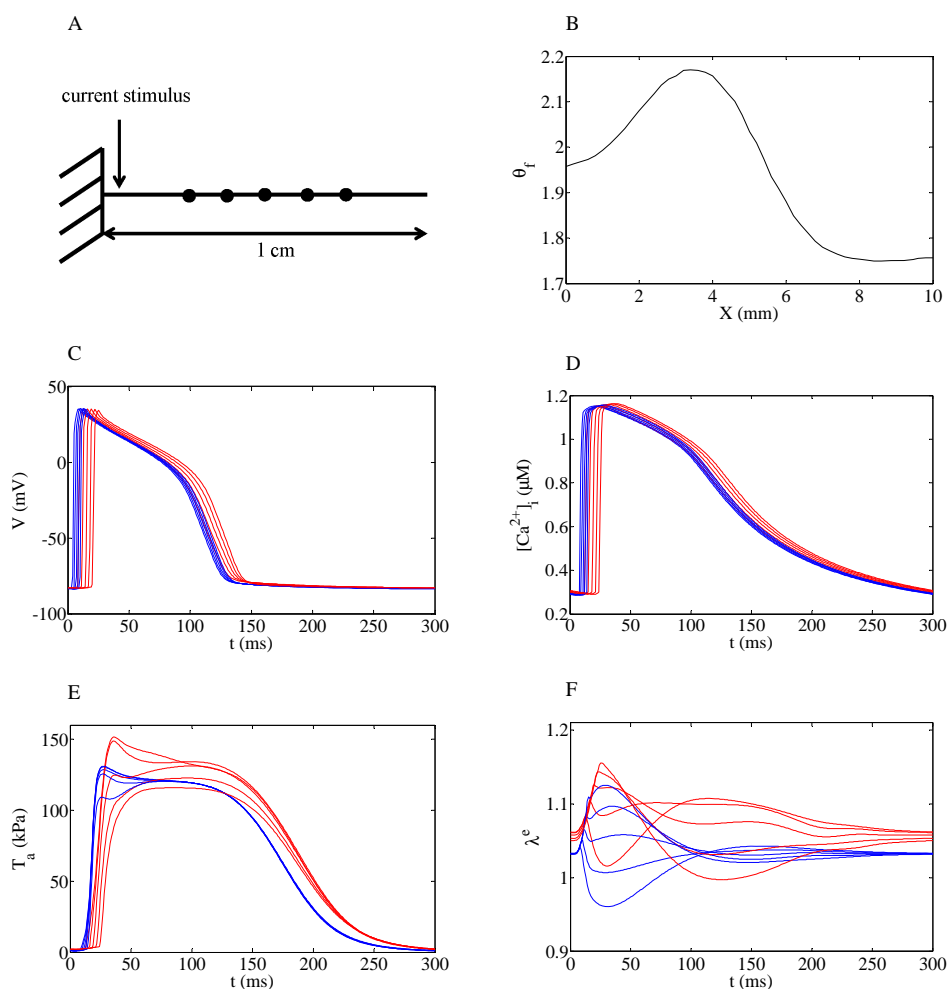 A
current stimulus
1 cm
B
2.2
2.1
2
1.9
1.8
1.7
θ_f
0 2 4 6 8 10
X (mm)
C
50
0
-50
-100
V (mV)
0 50 100 150 200 250 300
t (ms)
D
1.2
1
0.8
0.6
0.4
0.2
[Ca²⁺]ᵢ (µM)
0 50 100 150 200 250 300
t (ms)
E
150
100
50
0
T_a (kPa)
0 50 100 150 200 250 300
t (ms)
F
1.2
1.1
1
0.9
λᵉ
0 50 100 150 200 250 300
t (ms)